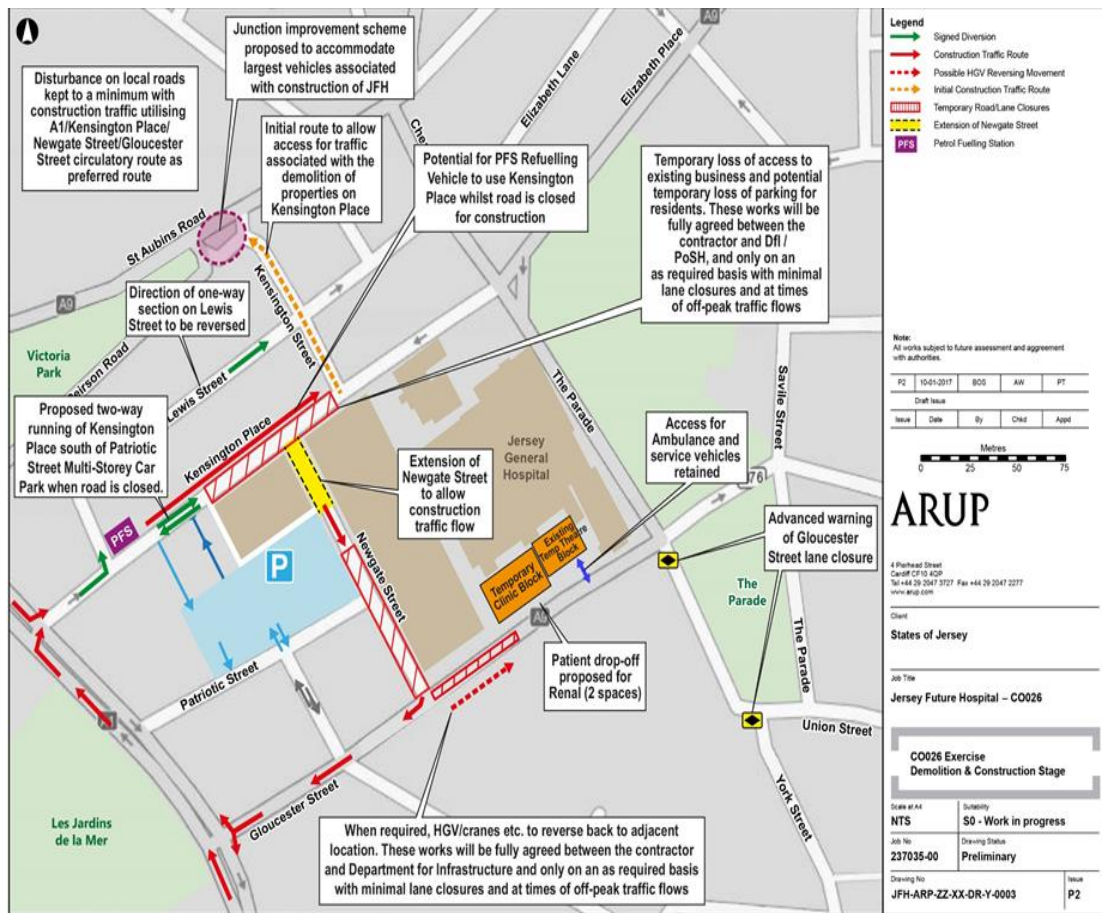 Junction improvement scheme
proposed to accommodate
largest vehicles associated
with construction of JFH
Disturbance on local roads
kept to a minimum with
construction traffic utilising
A1/Kensington Place/
Newgate Street/Gloucester
Street circulatory route as
preferred route
Initial route to allow
access for traffic
associated with the
demolition of
properties on
Kensington Place
Potential for PFS Refuelling
Vehicle to use Kensington
Place whilst road is closed
for construction
Temporary loss of access to
existing business and potential
temporary loss of parking for
residents. These works will be
fully agreed between the
contractor and DfI /
PoSH, and only on an
as required basis with minimal
lane closures and at times
of off-peak traffic flows
A9
Elizabeth Lane
Elizabeth Place
St Aubins Road
A9
Kensington Street
Direction of one-way
section on Lewis
Street to be reversed
Victoria
Park
Lewis Street
Kensington Place
Proposed two-way
running of Kensington
Place south of Patriotic
Street Multi-Storey Car
Park when road is closed.
PFS
P
Extension of
Newgate Street
to allow
construction
traffic flow
Jersey
General
Hospital
The Parade
Savile Street
Access for
Ambulance and
service vehicles
retained
Advanced warning
of Gloucester
Street lane closure
Newgate Street
Temporary
Clinic Block
Existing
Temp Theatre
Block
A9
The
Parade
The Parade
Patient drop-off
proposed for
Renal (2 spaces)
Patriotic Street
A1
Union Street
York Street
Gloucester Street
Les Jardins
de la Mer
When required, HGV/cranes etc. to reverse back to adjacent
location. These works will be fully agreed between the contractor
and Department for Infrastructure and only on an as required basis
with minimal lane closures and at times of off-peak traffic flows
Legend
Signed Diversion
Construction Traffic Route
Possible HGV Reversing Movement
Initial Construction Traffic Route
Temporary Road/Lane Closures
Extension of Newgate Street
PFS Petrol Fuelling Station
Note:
All works subject to future assessment and aggreement
with authorities.
P2 10-01-2017 BOS AW PT
Draft Issue
Issue Date By Chkd Appd
Metres
0 25 50 75
ARUP
4 Pierhead Street
Cardiff CF10 4QP
Tel +44 29 2047 3727 Fax +44 29 2047 2277
www.arup.com
Client
States of Jersey
Job Title
Jersey Future Hospital – CO026
CO026 Exercise
Demolition & Construction Stage
Scale at A4 Suitability
NTS S0 - Work in progress
Job No Drawing Status
237035-00 Preliminary
Drawing No Issue
JFH-ARP-ZZ-XX-DR-Y-0003 P2